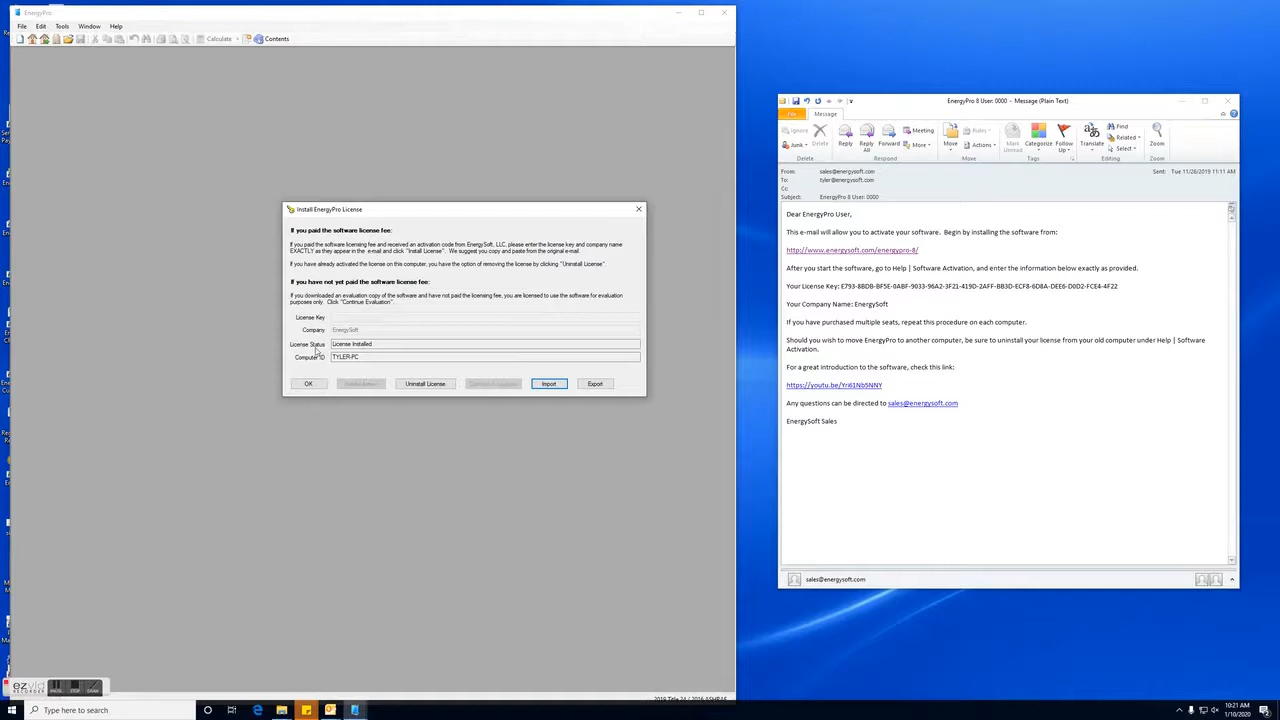 EnergyPro
File Edit Tools Window Help
Calculate
Contents
Install EnergyPro License
If you paid the software license fee:
If you paid the software licensing fee and received an activation code from EnergySoft, LLC, please enter the license key and company name
EXACTLY as they appear in the e-mail and click "Install License". We suggest you copy and paste from the original e-mail.
If you have already activated the license on this computer, you have the option of removing the license by clicking "Uninstall License".
If you have not yet paid the software license fee:
If you downloaded an evaluation copy of the software and have not paid the licensing fee, you are licensed to use the software for evaluation
purposes only. Click "Continue Evaluation".
License Key
Company EnergySoft
License Status License Installed
Computer ID TYLER-PC
OK Uninstall License Import Export
2019 Title 24 / 2016 ASHRAE
EnergyPro 8 User: 0000 - Message (Plain Text)
File Message
Ignore Delete Reply Reply All Forward Meeting Move Rules Mark Unread Categorize Follow Up Translate Find Related Select Zoom
Junk More Actions
Delete Respond Move Tags Editing Zoom
From: sales@energysoft.com Sent: Tue 11/26/2019 11:11 AM
To: tyler@energysoft.com
Cc:
Subject: EnergyPro 8 User: 0000
Dear EnergyPro User,
This e-mail will allow you to activate your software. Begin by installing the software from:
http://www.energysoft.com/energypro-8/
After you start the software, go to Help | Software Activation, and enter the information below exactly as provided.
Your License Key: E793-8BDB-BF5E-0ABF-9033-96A2-3F21-419D-2AFF-BB3D-ECF8-6D8A-DEE6-D0D2-FCE4-4F22
Your Company Name: EnergySoft
If you have purchased multiple seats, repeat this procedure on each computer.
Should you wish to move EnergyPro to another computer, be sure to uninstall your license from your old computer under Help | Software
Activation.
For a great introduction to the software, check this link:
https://youtu.be/Yri61Nb5NNY
Any questions can be directed to sales@energysoft.com
EnergySoft Sales
sales@energysoft.com
ezvid
RECORDER
PAUSE STOP DRAW
Type here to search
10:21 AM
1/10/2020